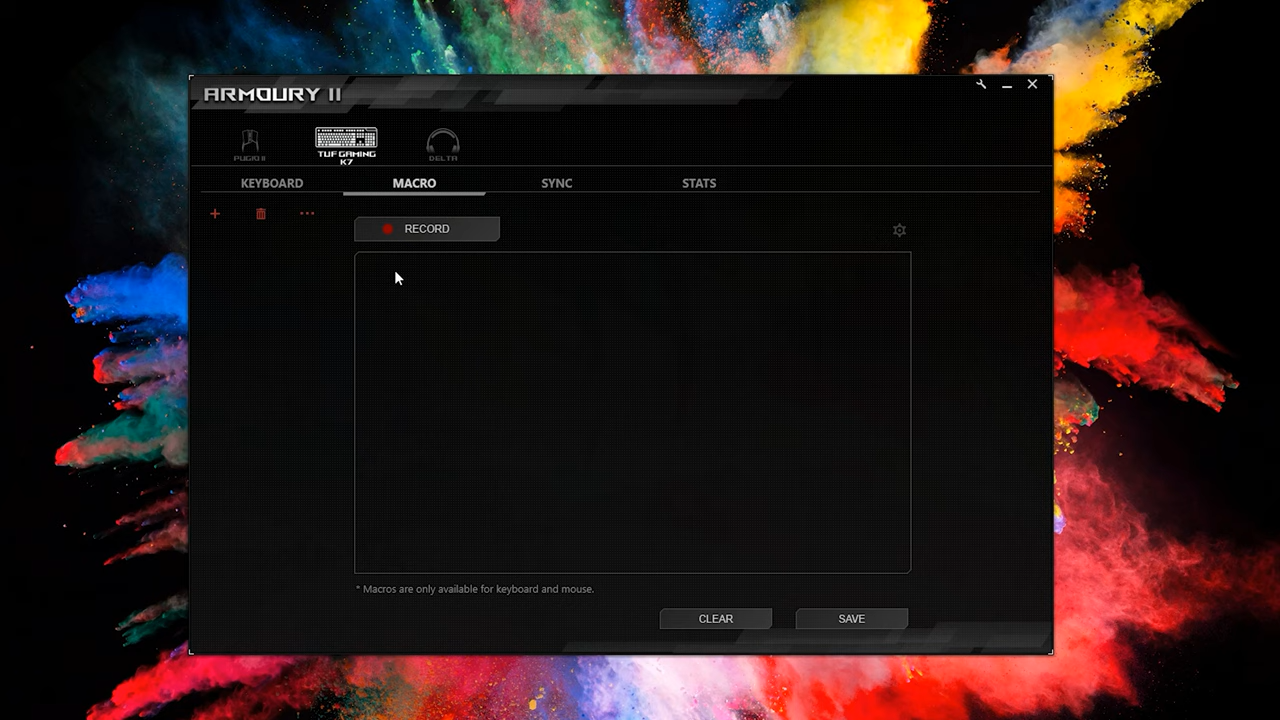 ARMOURY II
PUGIO II
TUF GAMING
K7
DELTA
KEYBOARD
MACRO
SYNC
STATS
RECORD
* Macros are only available for keyboard and mouse.
CLEAR
SAVE